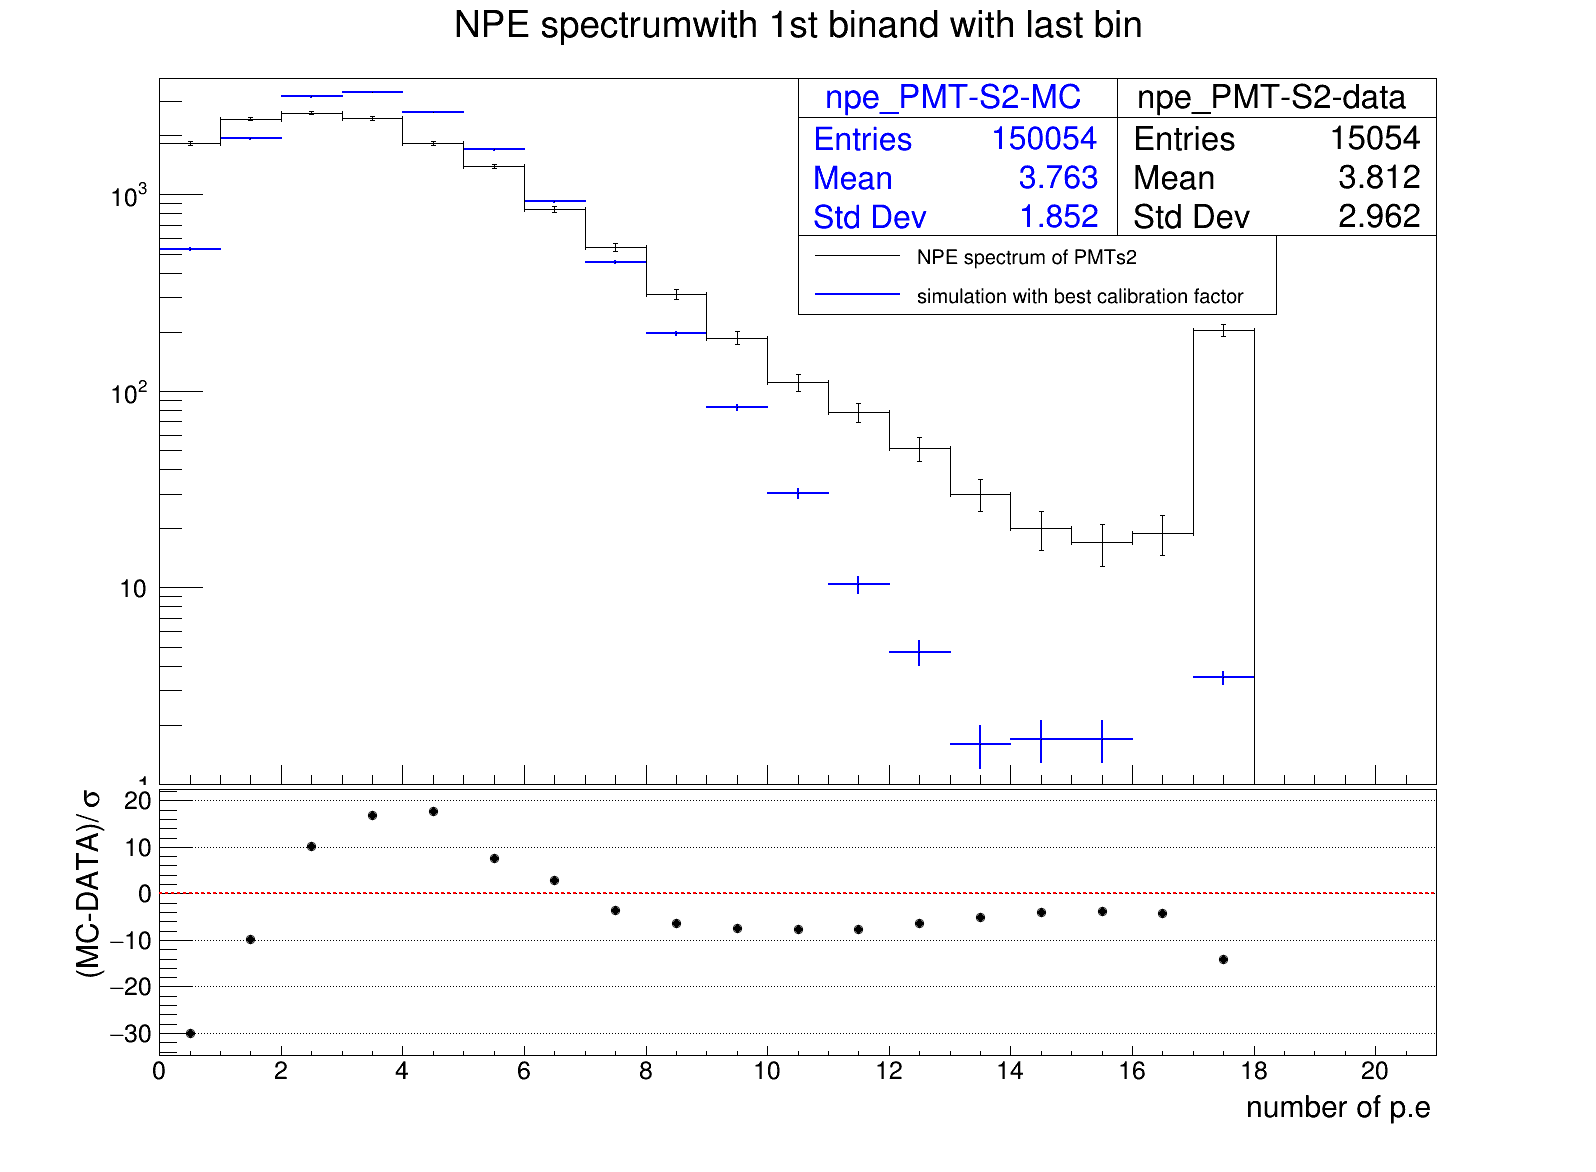 NPE spectrumwith 1st binand with last bin
npe_PMT-S2-MC
Entries 150054
Mean 3.763
Std Dev 1.852
npe_PMT-S2-data
Entries 15054
Mean 3.812
Std Dev 2.962
NPE spectrum of PMTs2
simulation with best calibration factor
10³
10²
10
1
(MC-DATA)/ σ
20
10
0
−10
−20
−30
0 2 4 6 8 10 12 14 16 18 20
number of p.e